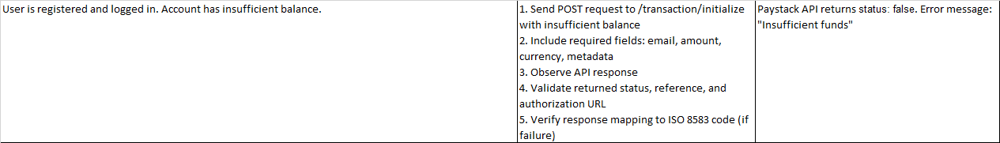 User is registered and logged in. Account has insufficient balance.
1. Send POST request to /transaction/initialize
with insufficient balance
2. Include required fields: email, amount,
currency, metadata
3. Observe API response
4. Validate returned status, reference, and
authorization URL
5. Verify response mapping to ISO 8583 code (if
failure)
Paystack API returns status: false. Error message:
"Insufficient funds"